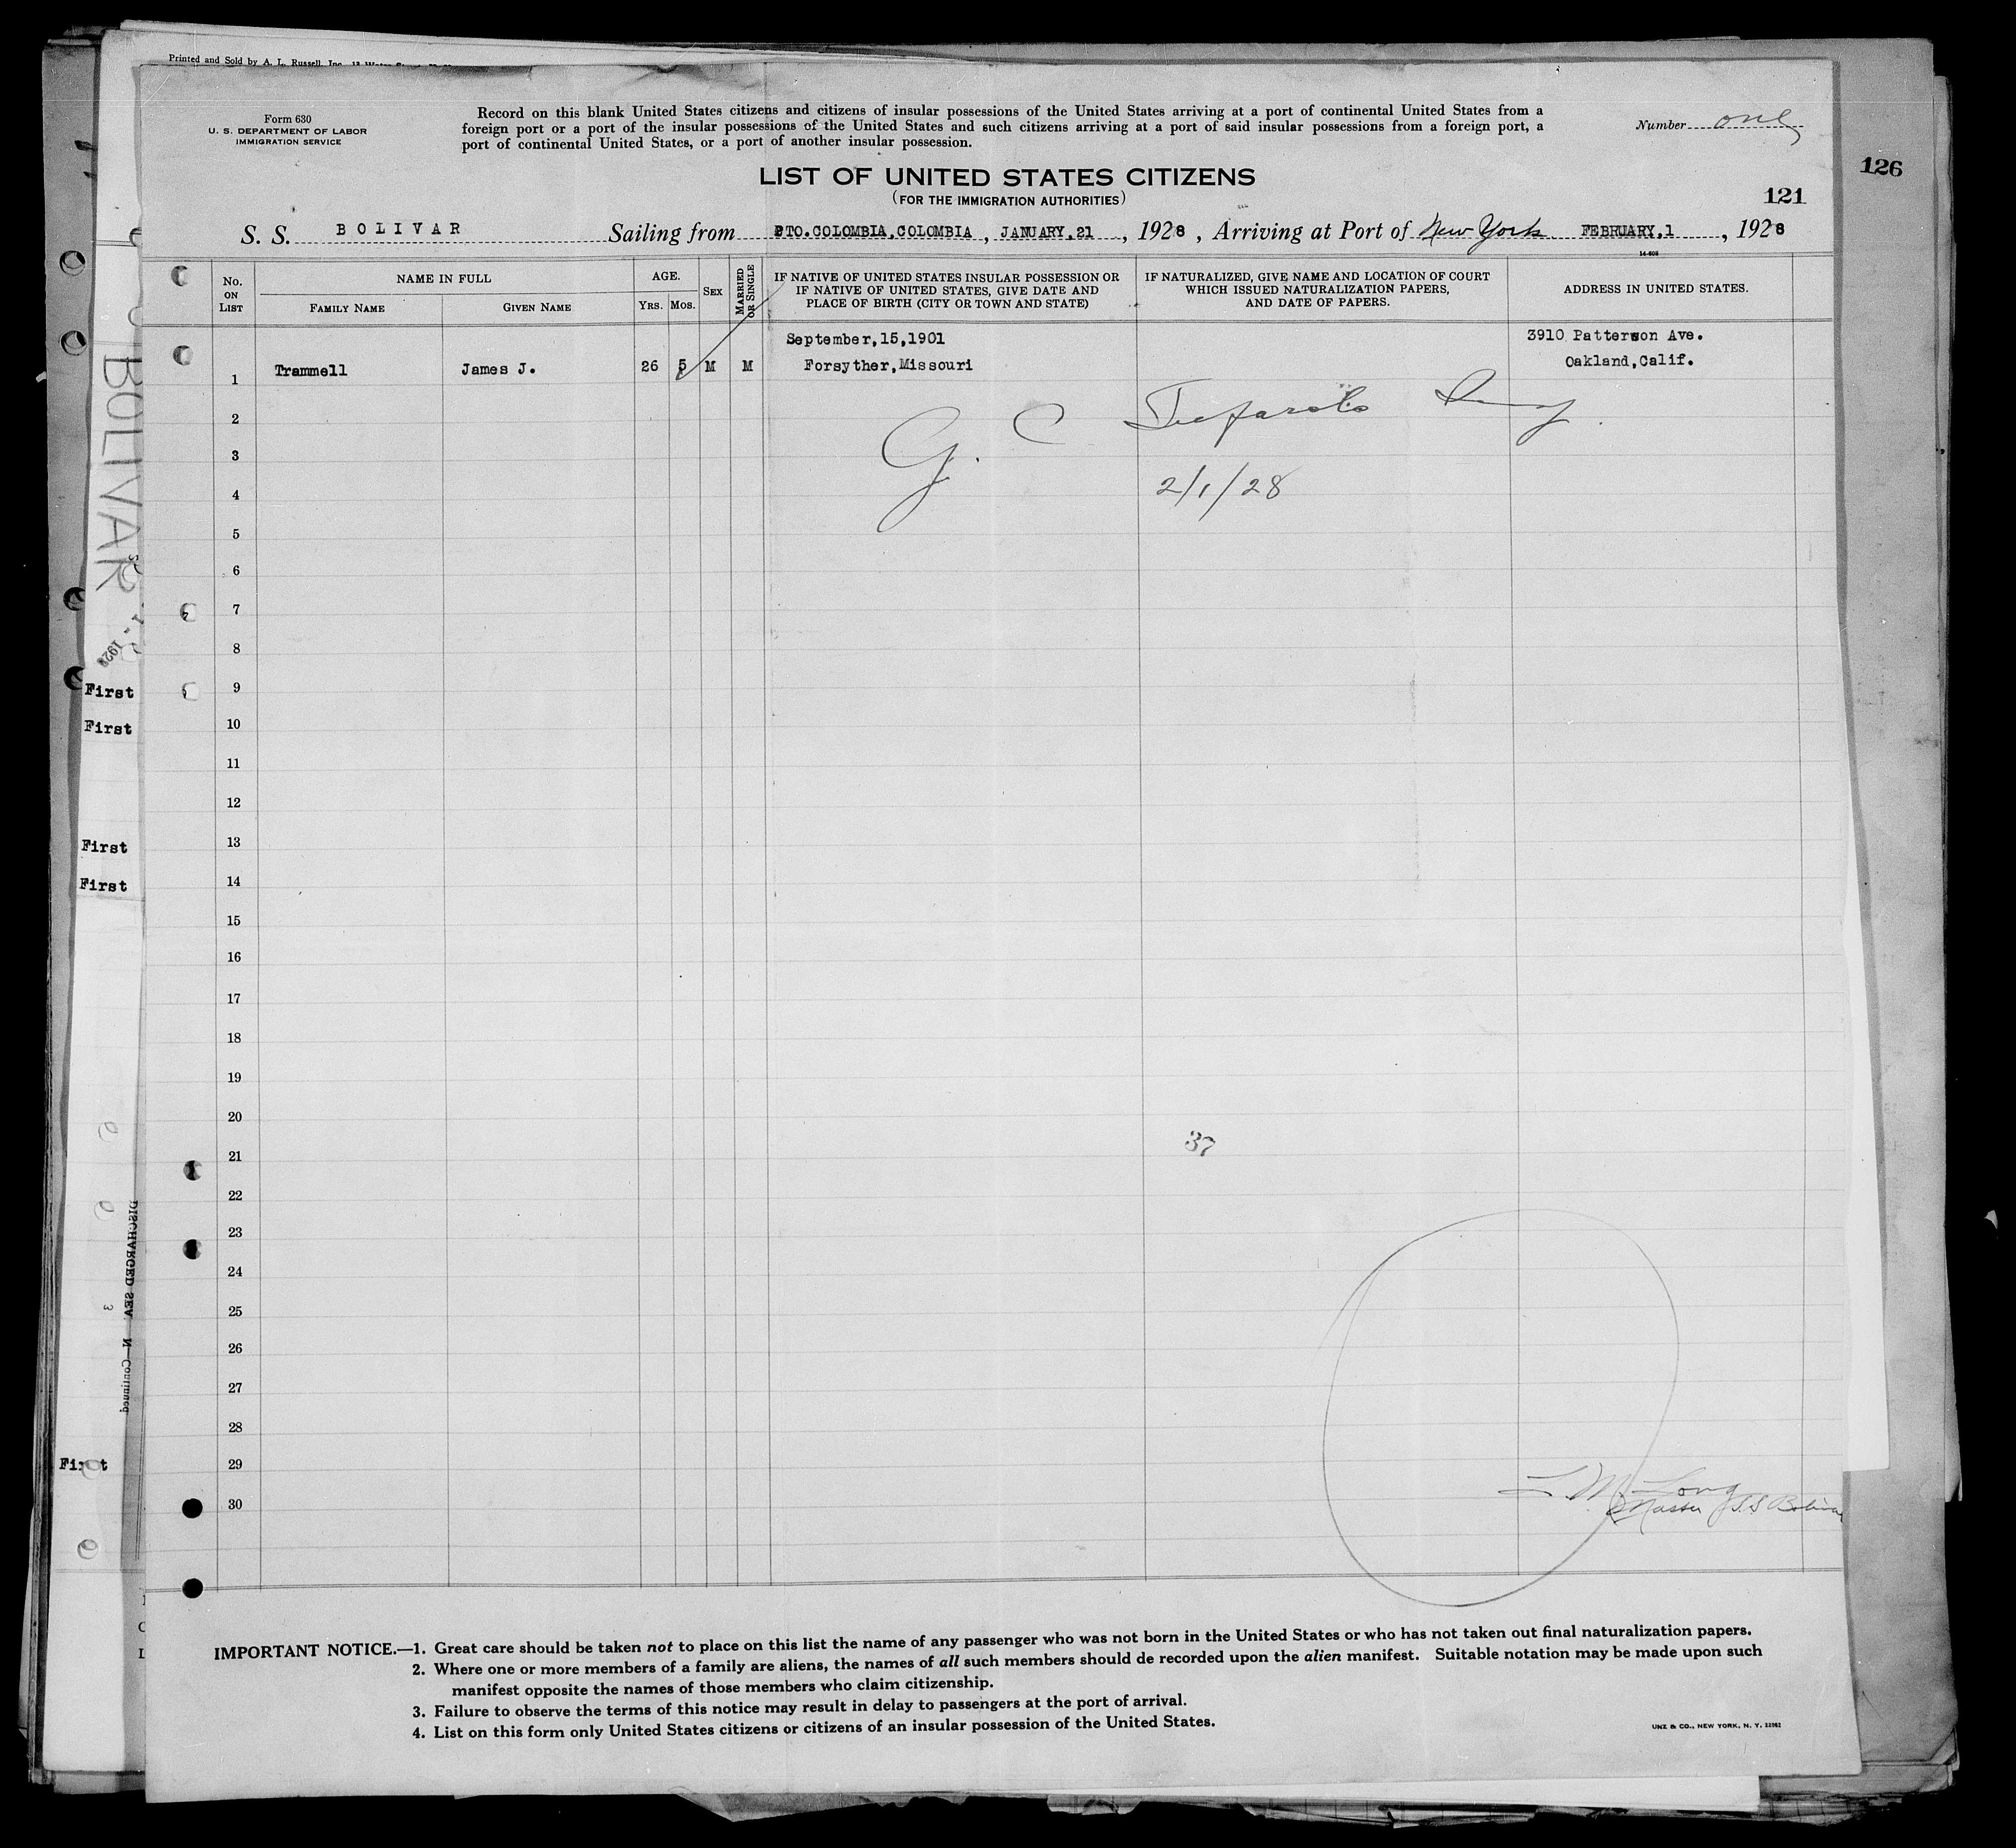 Printed and Sold by A. L. Russell, Inc.
Form 630
U. S. DEPARTMENT OF LABOR
IMMIGRATION SERVICE
Record on this blank United States citizens and citizens of insular possessions of the United States arriving at a port of continental United States from a
foreign port or a port of the insular possessions of the United States and such citizens arriving at a port of said insular possessions from a foreign port, a
port of continental United States, or a port of another insular possession.
Number one
126
LIST OF UNITED STATES CITIZENS
(FOR THE IMMIGRATION AUTHORITIES)
121
S. S. BOLIVAR Sailing from PTO.COLOMBIA,COLOMBIA, JANUARY,21, 1928, Arriving at Port of New York FEBRUARY,1, 1928
14-606
No. ON LIST
NAME IN FULL
FAMILY NAME
GIVEN NAME
AGE.
YRS. MOS.
SEX
MARRIED OR SINGLE
IF NATIVE OF UNITED STATES INSULAR POSSESSION OR
IF NATIVE OF UNITED STATES, GIVE DATE AND
PLACE OF BIRTH (CITY OR TOWN AND STATE)
IF NATURALIZED, GIVE NAME AND LOCATION OF COURT
WHICH ISSUED NATURALIZATION PAPERS,
AND DATE OF PAPERS.
ADDRESS IN UNITED STATES.
September,15,1901
3910 Patterson Ave.
1 Trammell James J. 26 5 M M Forsyther,Missouri Oakland,Calif.
2
G. C
3
4
2/1/28
5
6
7
8
9
10
11
12
13
14
15
16
17
18
19
20
21
37
22
23
24
25
26
27
28
29
Long
30
Master S.S Bolivar
BOLIVAR
1928
First
First
First
First
DISCHARGED SEA
N—Continued
3
First
IMPORTANT NOTICE.—1. Great care should be taken not to place on this list the name of any passenger who was not born in the United States or who has not taken out final naturalization papers.
2. Where one or more members of a family are aliens, the names of all such members should de recorded upon the alien manifest. Suitable notation may be made upon such
manifest opposite the names of those members who claim citizenship.
3. Failure to observe the terms of this notice may result in delay to passengers at the port of arrival.
4. List on this form only United States citizens or citizens of an insular possession of the United States.
UNZ & CO., NEW YORK, N. Y. 22962